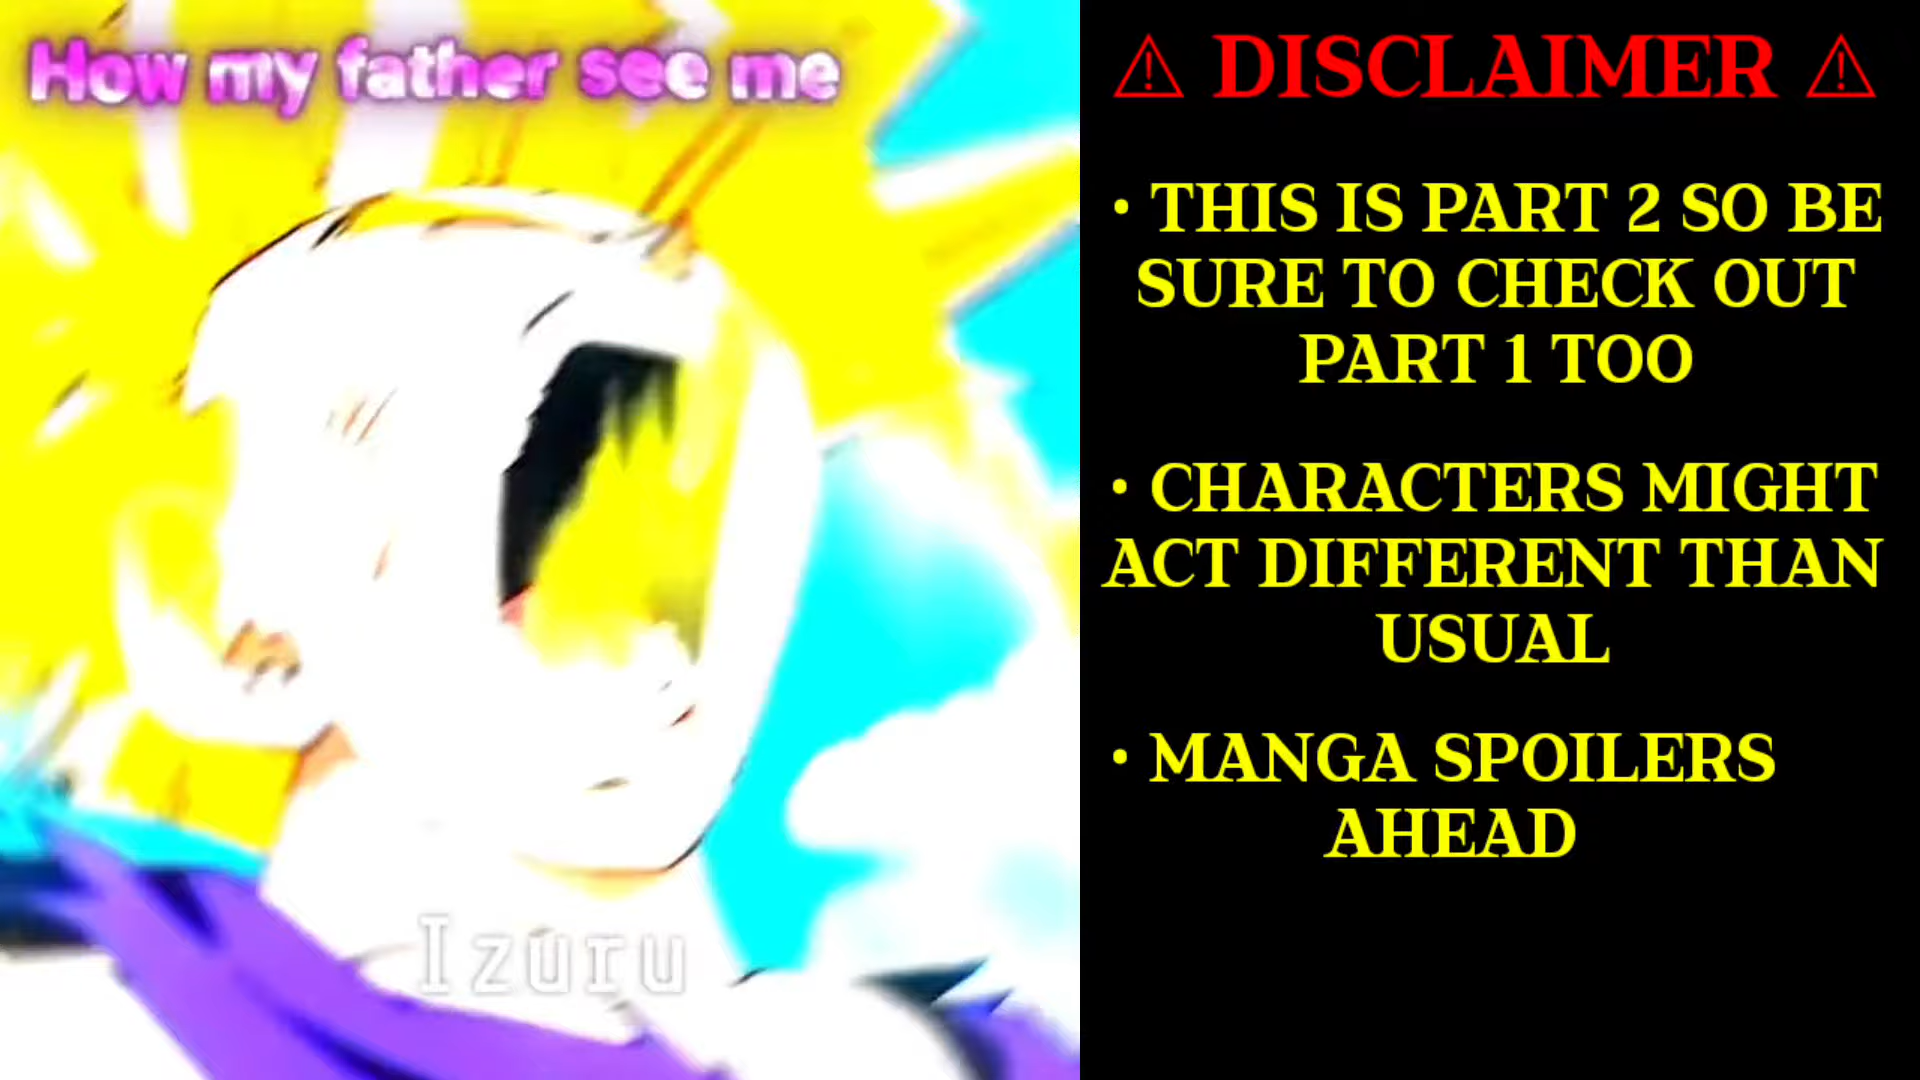 How my father see me
Izuru
⚠ DISCLAIMER ⚠
• THIS IS PART 2 SO BE
SURE TO CHECK OUT
PART 1 TOO
• CHARACTERS MIGHT
ACT DIFFERENT THAN
USUAL
• MANGA SPOILERS
AHEAD